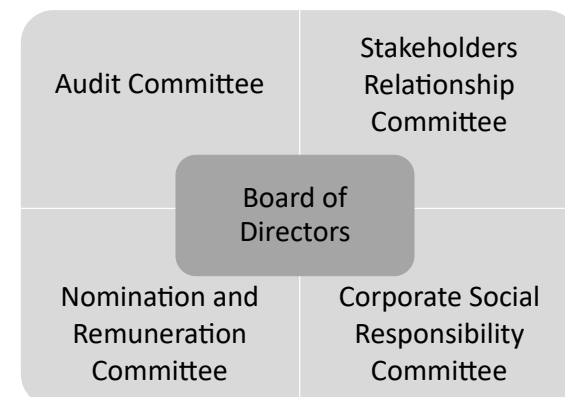 Audit Committee
Stakeholders
Relationship
Committee
Board of
Directors
Nomination and
Remuneration
Committee
Corporate Social
Responsibility
Committee